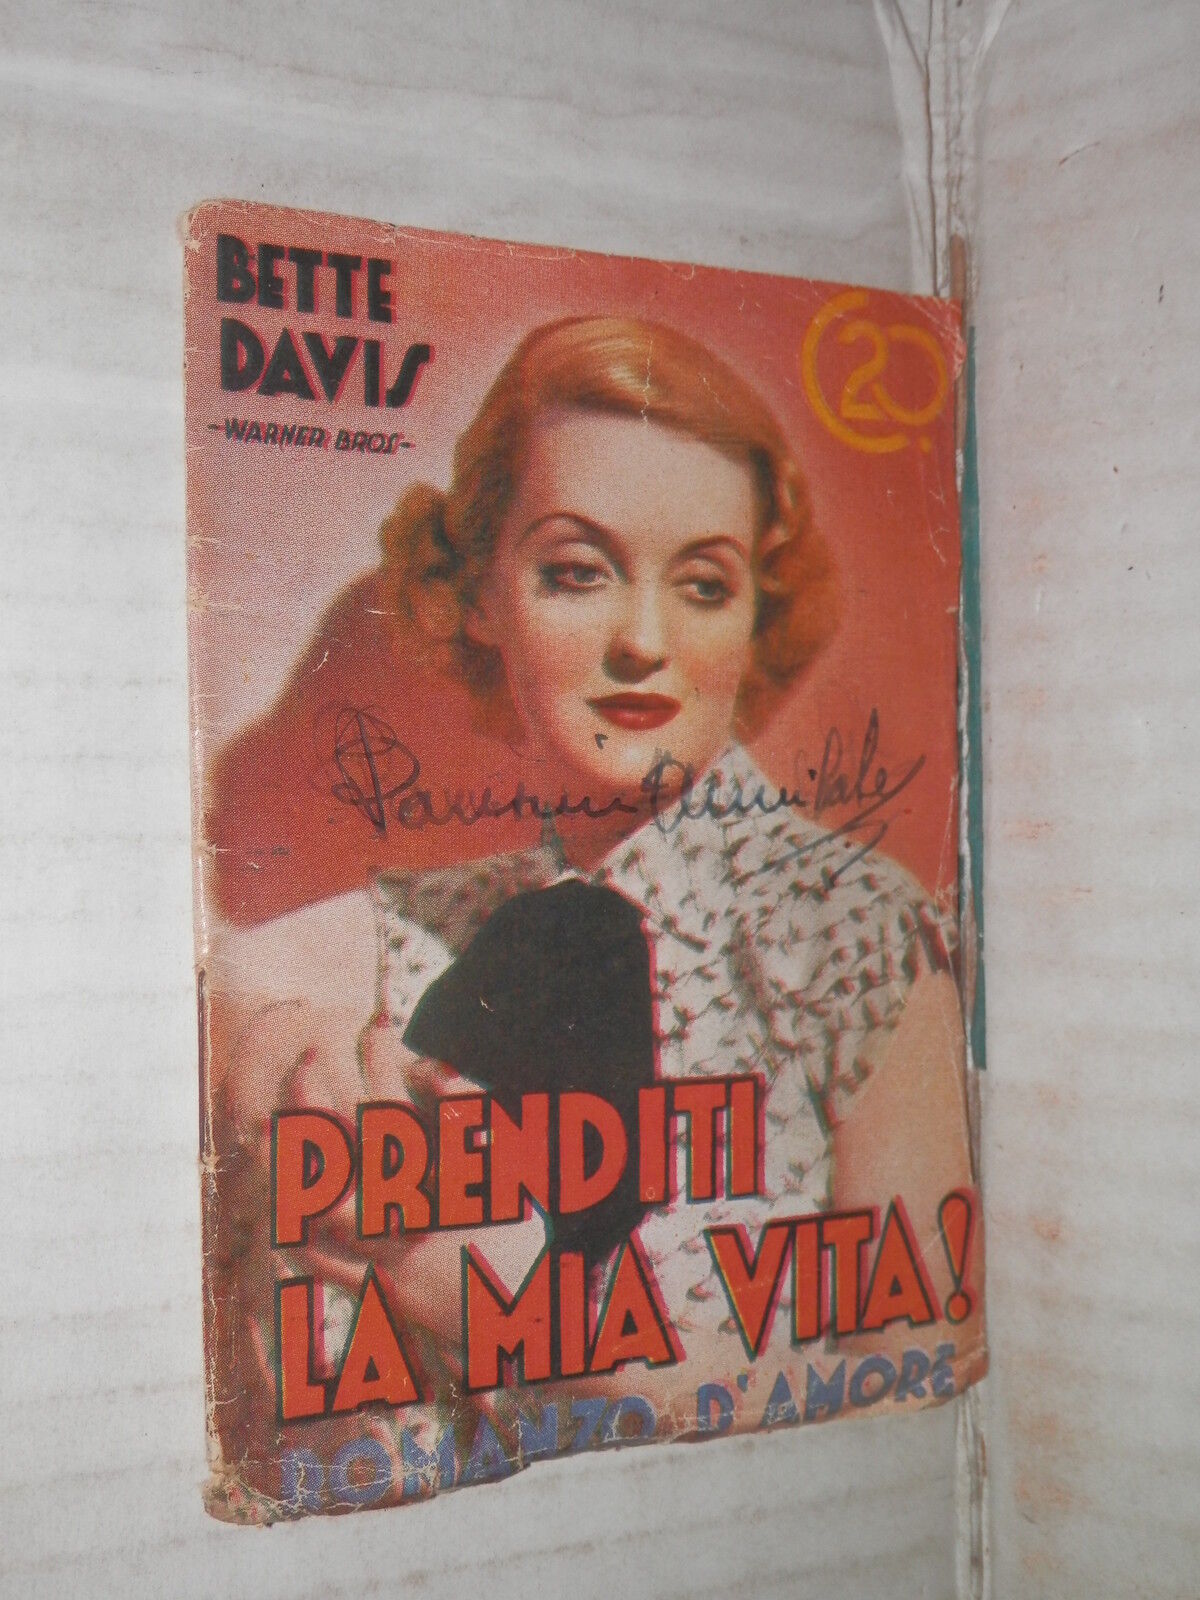 BETTE
DAVIS
-WARNER BROS-
C 20.
PRENDITI
LA MIA VITA!
ROMANZO D'AMORE